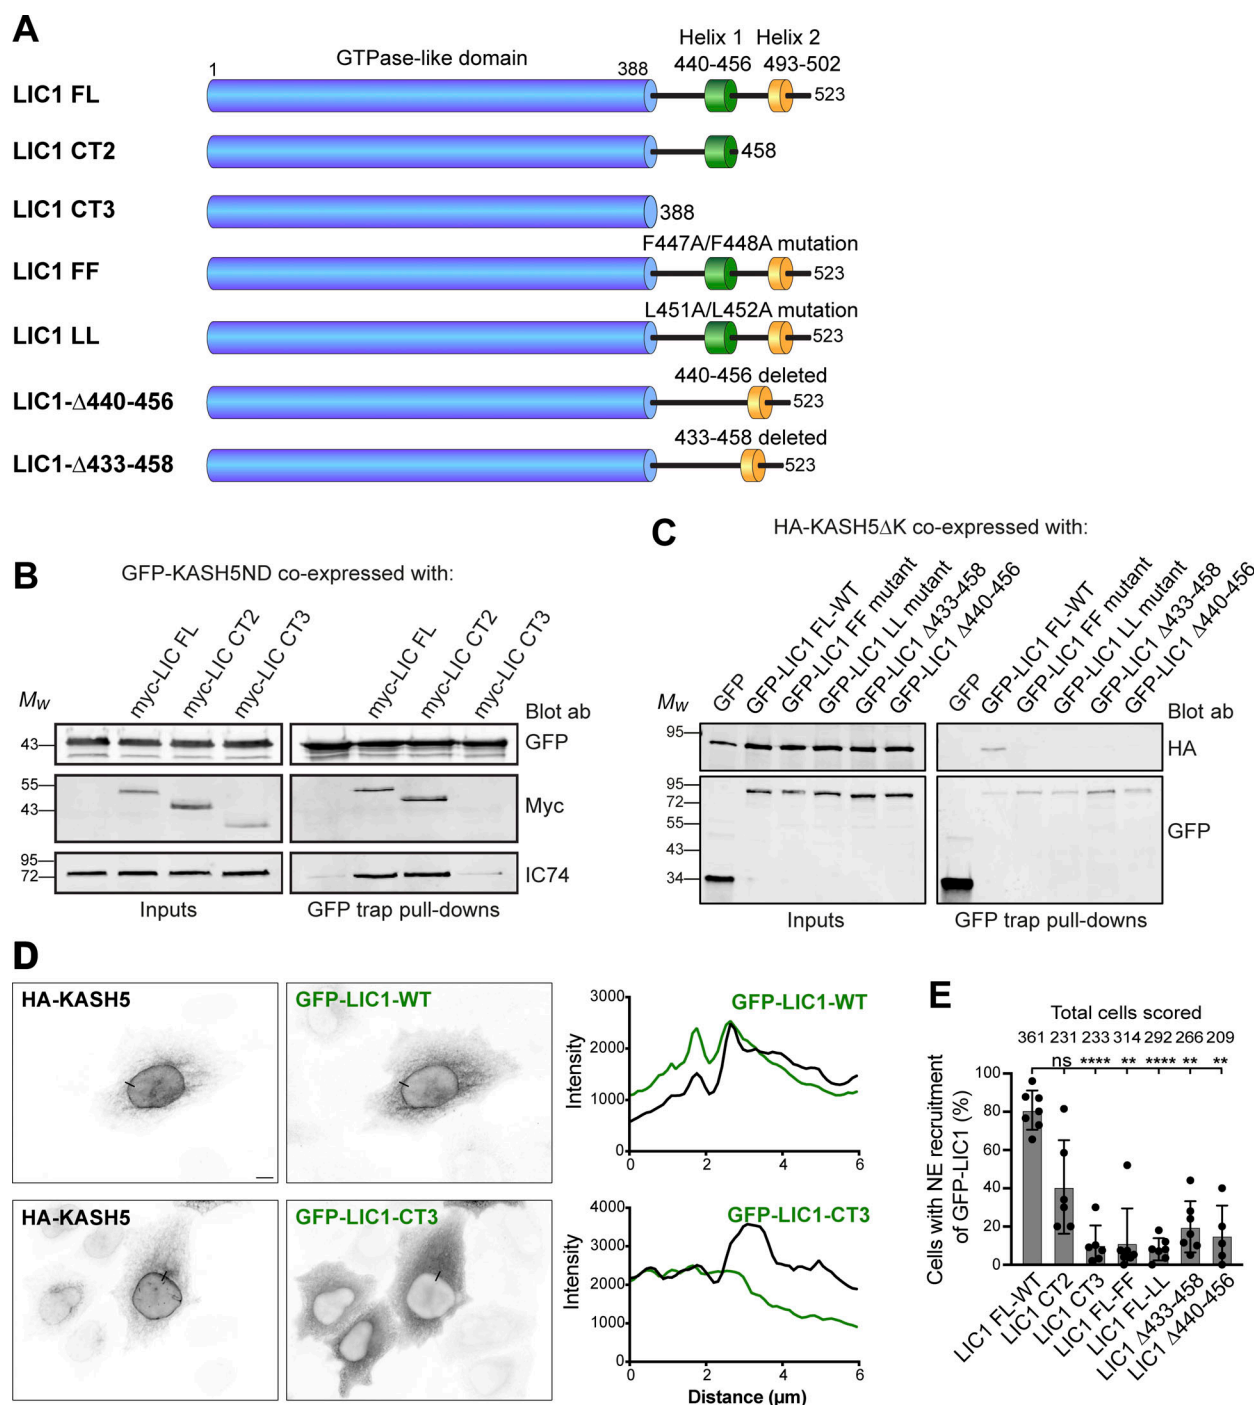 A
Helix 1 Helix 2
1 GTPase-like domain 388 440-456 493-502
LIC1 FL 523
LIC1 CT2 458
LIC1 CT3 388
F447A/F448A mutation
LIC1 FF 523
L451A/L452A mutation
LIC1 LL 523
440-456 deleted
LIC1-Δ440-456 523
433-458 deleted
LIC1-Δ433-458 523
B
GFP-KASH5ND co-expressed with:
myc-LIC FL
myc-LIC CT2
myc-LIC CT3
myc-LIC FL
myc-LIC CT2
myc-LIC CT3
Mw
Blot ab
43
GFP
55
43
Myc
95
72
IC74
Inputs
GFP trap pull-downs
C
HA-KASH5ΔK co-expressed with:
GFP
GFP-LIC1 FL-WT
GFP-LIC1 FF mutant
GFP-LIC1 LL mutant
GFP-LIC1 Δ433-458
GFP-LIC1 Δ440-456
GFP
GFP-LIC1 FL-WT
GFP-LIC1 FF mutant
GFP-LIC1 LL mutant
GFP-LIC1 Δ433-458
GFP-LIC1 Δ440-456
Mw
Blot ab
95
HA
95
72
55
43
34
GFP
Inputs
GFP trap pull-downs
D
HA-KASH5
GFP-LIC1-WT
GFP-LIC1-WT
3000
2000
1000
0
Intensity
0 2 4 6
HA-KASH5
GFP-LIC1-CT3
GFP-LIC1-CT3
4000
3000
2000
1000
0
Intensity
0 2 4 6
Distance (µm)
E
Total cells scored
361 231 233 314 292 266 209
ns **** ** **** ** **
100
80
60
40
20
0
Cells with NE recruitment
of GFP-LIC1 (%)
LIC1 FL-WT
LIC1 CT2
LIC1 CT3
LIC1 FL-FF
LIC1 FL-LL
LIC1 Δ433-458
LIC1 Δ440-456